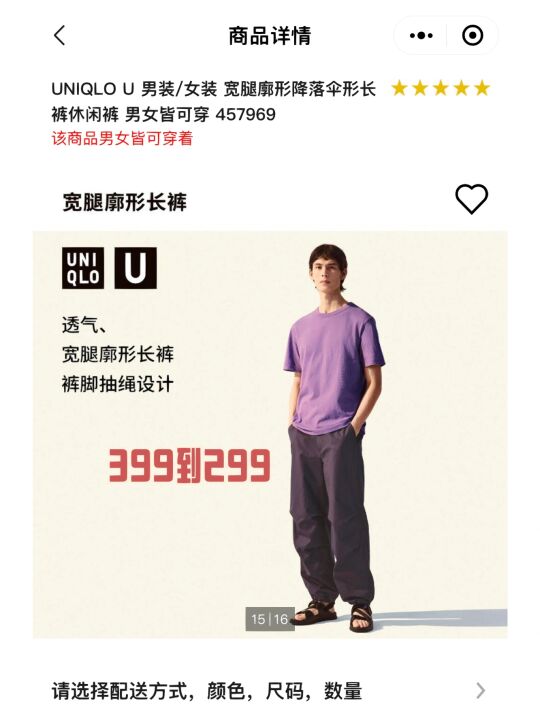 商品详情
UNIQLO U 男装/女装 宽腿廓形降落伞形长
裤休闲裤 男女皆可穿 457969
该商品男女皆可穿着
宽腿廓形长裤
UNI
QLO
U
透气、
宽腿廓形长裤
裤脚抽绳设计
399到299
15|16
请选择配送方式，颜色，尺码，数量